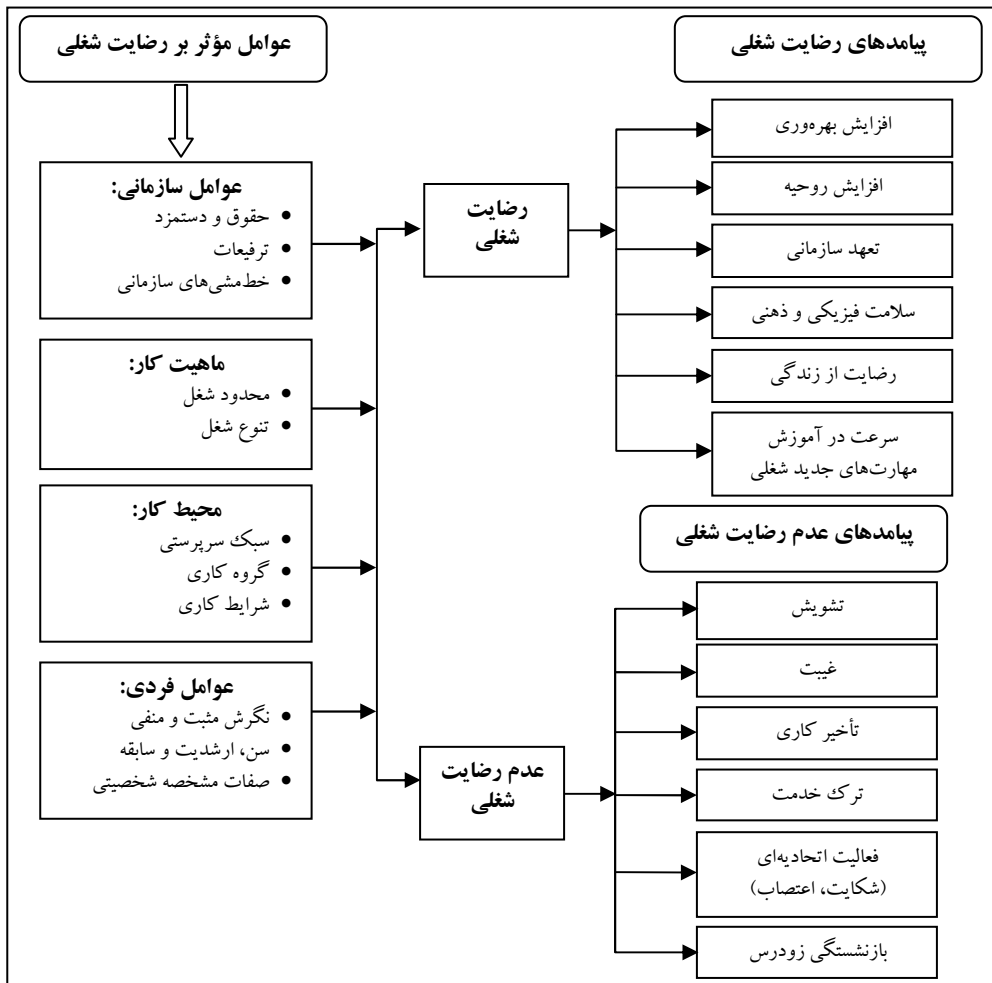 عوامل مؤثر بر رضایت شغلی
عوامل سازمانی:
• حقوق و دستمزد
• ترفیعات
• خط‌مشی‌های سازمانی
ماهیت کار:
• محدود شغل
• تنوع شغل
محیط کار:
• سبک سرپرستی
• گروه کاری
• شرایط کاری
عوامل فردی:
• نگرش مثبت و منفی
• سن، ارشدیت و سابقه
• صفات مشخصه شخصیتی
رضایت
شغلی
عدم رضایت
شغلی
پیامدهای رضایت شغلی
افزایش بهره‌وری
افزایش روحیه
تعهد سازمانی
سلامت فیزیکی و ذهنی
رضایت از زندگی
سرعت در آموزش
مهارت‌های جدید شغلی
پیامدهای عدم رضایت شغلی
تشویش
غیبت
تأخیر کاری
ترک خدمت
فعالیت اتحادیه‌ای
(شکایت، اعتصاب)
بازنشستگی زودرس